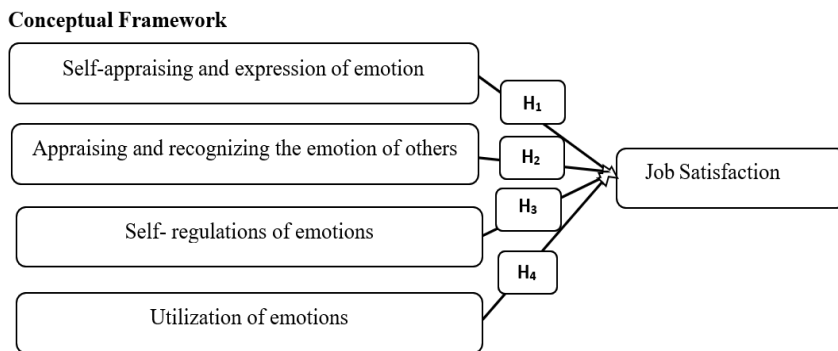 Conceptual Framework
Self-appraising and expression of emotion
H₁
Appraising and recognizing the emotion of others
H₂
Job Satisfaction
H₃
Self- regulations of emotions
H₄
Utilization of emotions